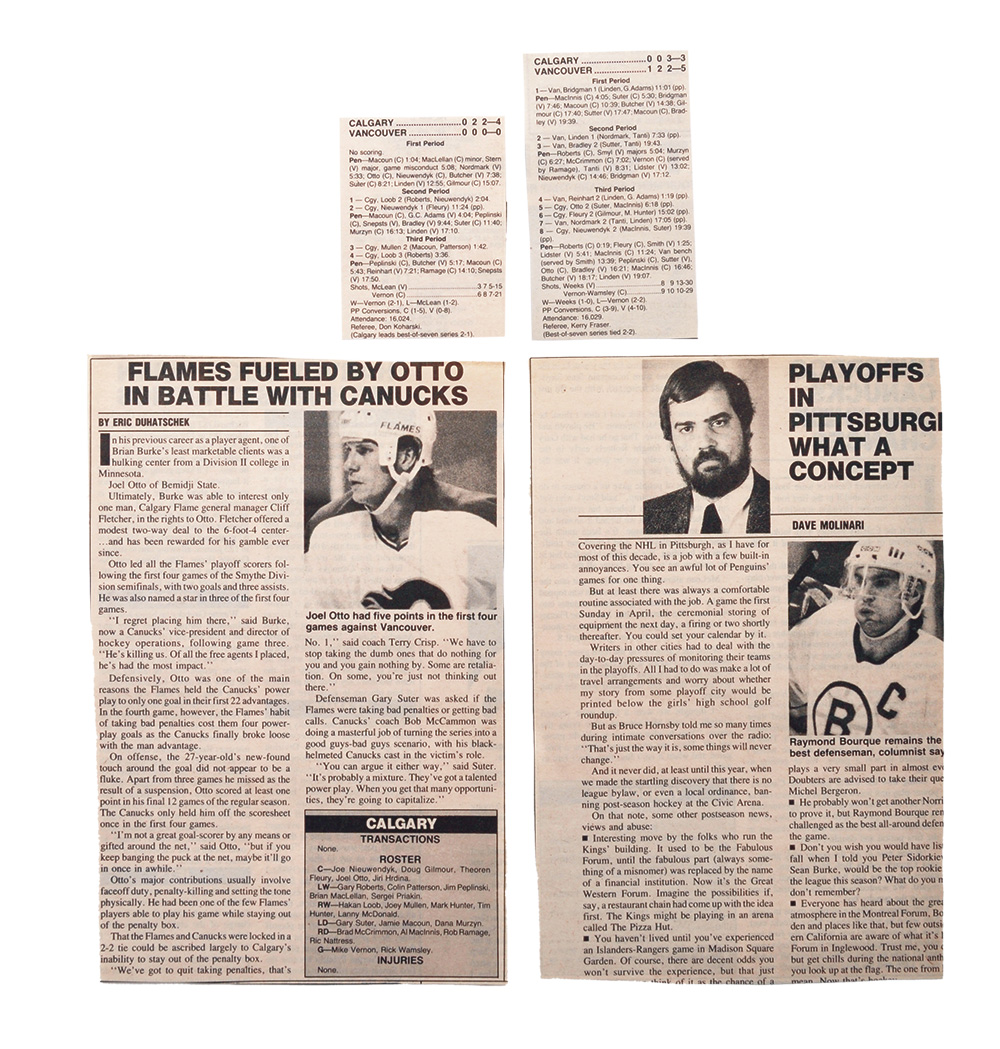 CALGARY ..............................0 2 2—4
VANCOUVER .........................0 0 0—0
First Period
No scoring.
Pen—Macoun (C) 1:04; MacLellan (C) minor, Stern
(V) major, game misconduct 5:08; Nordmark (V)
5:33; Otto (C), Nieuwendyk (C), Butcher (V) 7:38;
Suter (C) 8:21; Linden (V) 12:55; Gilmour (C) 15:07.
Second Period
1 — Cgy, Loob 2 (Roberts, Nieuwendyk) 2:04.
2 — Cgy, Nieuwendyk 1 (Fleury) 11:24 (pp).
Pen—Macoun (C), G.C. Adams (V) 4:04; Peplinski
(C), Snepsts (V), Bradley (V) 9:44; Suter (C) 11:40;
Murzyn (C) 16:13; Linden (V) 17:10.
Third Period
3 — Cgy, Mullen 2 (Macoun, Patterson) 1:42.
4 — Cgy, Loob 3 (Roberts) 3:36.
Pen—Peplinski (C), Butcher (V) 5:17; Macoun (C)
5:43, Reinhart (V) 7:21; Ramage (C) 14:10; Snepsts
(V) 17:50.
Shots, McLean (V)..................................3 7 5-15
Vernon (C)..................................6 8 7-21
W—Vernon (2-1), L—McLean (1-2).
PP Conversions, C (1-5), V (0-8).
Attendance: 16,024.
Referee, Don Koharski.
(Calgary leads best-of-seven series 2-1).
CALGARY ..............................0 0 3—3
VANCOUVER .........................1 2 2—5
First Period
1 — Van, Bridgman 1 (Linden, G.Adams) 11:01 (pp).
Pen—MacInnis (C) 4:05; Suter (C) 5:30; Bridgman
(V) 7:46; Macoun (C) 10:39; Butcher (V) 14:38; Gil-
mour (C) 17:40; Sutter (V) 17:47; Macoun (C), Brad-
ley (V) 19:39.
Second Period
2 — Van, Linden 1 (Nordmark, Tanti) 7:33 (pp).
3 — Van, Bradley 2 (Sutter, Tanti) 19:43.
Pen—Roberts (C), Smyl (V) majors 5:04; Murzyn
(C) 6:27; McCrimmon (C) 7:02; Vernon (C) (served
by Ramage), Tanti (V) 8:31; Lidster (V) 13:02;
Nieuwendyk (C) 14:46; Bridgman (V) 17:12.
Third Period
4 — Van, Reinhart 2 (Linden, G. Adams) 1:19 (pp).
5 — Cgy, Otto 2 (Suter, MacInnis) 6:18 (pp).
6 — Cgy, Fleury 2 (Gilmour, M. Hunter) 15:02 (pp).
7 — Van, Nordmark 2 (Tanti, Linden) 17:05 (pp).
8 — Cgy, Nieuwendyk 2 (MacInnis, Suter) 19:39
(pp).
Pen—Roberts (C) 0:19; Fleury (C), Smith (V) 1:25;
Lidster (V) 5:41; MacInnis (C) 11:24; Van bench
(served by Smith) 13:39; Peplinski (C), Sutter (V),
Otto (C), Bradley (V) 16:21; MacInnis (C) 16:46;
Butcher (V) 18:17; Linden (V) 19:07.
Shots, Weeks (V)..................................8 9 13-30
Vernon-Wamsley (C)...........................9 10 10-29
W—Weeks (1-0), L—Vernon (2-2).
PP Conversions, C (3-9), V (4-10).
Attendance: 16,029.
Referee, Kerry Fraser.
(Best-of-seven series tied 2-2).
FLAMES FUELED BY OTTO
IN BATTLE WITH CANUCKS
BY ERIC DUHATSCHEK
In his previous career as a player agent, one of
Brian Burke's least marketable clients was a
hulking center from a Division II college in
Minnesota.
Joel Otto of Bemidji State.
Ultimately, Burke was able to interest only
one man, Calgary Flame general manager Cliff
Fletcher, in the rights to Otto. Fletcher offered a
modest two-way deal to the 6-foot-4 center-
...and has been rewarded for his gamble ever
since.
Otto led all the Flames' playoff scorers fol-
lowing the first four games of the Smythe Divi-
sion semifinals, with two goals and three assists.
He was also named a star in three of the first four
games.
''I regret placing him there,'' said Burke,
now a Canucks' vice-president and director of
hockey operations, following game three.
''He's killing us. Of all the free agents I placed,
he's had the most impact.''
Defensively, Otto was one of the main
reasons the Flames held the Canucks' power
play to only one goal in their first 22 advantages.
In the fourth game, however, the Flames' habit
of taking bad penalties cost them four power-
play goals as the Canucks finally broke loose
with the man advantage.
On offense, the 27-year-old's new-found
touch around the goal did not appear to be a
fluke. Apart from three games he missed as the
result of a suspension, Otto scored at least one
point in his final 12 games of the regular season.
The Canucks only held him off the scoresheet
once in the first four games.
''I'm not a great goal-scorer by any means or
gifted around the net,'' said Otto, ''but if you
keep banging the puck at the net, maybe it'll go
in once in awhile.''
Otto's major contributions usually involve
faceoff duty, penalty-killing and setting the tone
physically. He had been one of the few Flames'
players able to play his game while staying out
of the penalty box.
That the Flames and Canucks were locked in a
2-2 tie could be ascribed largely to Calgary's
inability to stay out of the penalty box.
''We've got to quit taking penalties, that's
FLAMES
Joel Otto had five points in the first four
games against Vancouver.
No. 1,'' said coach Terry Crisp. ''We have to
stop taking the dumb ones that do nothing for
you and you gain nothing by. Some are retalia-
tion. On some, you're just not thinking out
there.''
Defenseman Gary Suter was asked if the
Flames were taking bad penalties or getting bad
calls. Canucks' coach Bob McCammon was
doing a masterful job of turning the series into a
good guys-bad guys scenario, with his black-
helmeted Canucks cast in the victim's role.
''You can argue it either way,'' said Suter.
''It's probably a mixture. They've got a talented
power play. When you get that many opportuni-
ties, they're going to capitalize.''
CALGARY
TRANSACTIONS
None.
ROSTER
C—Joe Nieuwendyk, Doug Gilmour, Theoren
Fleury, Joel Otto, Jiri Hrdina.
LW—Gary Roberts, Colin Patterson, Jim Peplinski,
Brian MacLellan, Sergei Priakin.
RW—Hakan Loob, Joey Mullen, Mark Hunter, Tim
Hunter, Lanny McDonald.
LD—Gary Suter, Jamie Macoun, Dana Murzyn.
RD—Brad McCrimmon, Al MacInnis, Rob Ramage,
Ric Nattress.
G—Mike Vernon, Rick Wamsley.
INJURIES
None.
PLAYOFFS
IN
PITTSBURGH
WHAT A
CONCEPT
DAVE MOLINARI
Covering the NHL in Pittsburgh, as I have for
most of this decade, is a job with a few built-in
annoyances. You see an awful lot of Penguins'
games for one thing.
But at least there was always a comfortable
routine associated with the job. A game the first
Sunday in April, the ceremonial storing of
equipment the next day, a firing or two shortly
thereafter. You could set your calendar by it.
Writers in other cities had to deal with the
day-to-day pressures of monitoring their teams
in the playoffs. All I had to do was make a lot of
travel arrangements and worry about whether
my story from some playoff city would be
printed below the girls' high school golf
roundup.
But as Bruce Hornsby told me so many times
during intimate conversations over the radio:
''That's just the way it is, some things will never
change.''
And it never did, at least until this year, when
we made the startling discovery that there is no
league bylaw, or even a local ordinance, ban-
ning post-season hockey at the Civic Arena.
On that note, some other postseason news,
views and abuse:
■ Interesting move by the folks who run the
Kings' building. It used to be the Fabulous
Forum, until the fabulous part (always some-
thing of a misnomer) was replaced by the name
of a financial institution. Now it's the Great
Western Forum. Imagine the possibilities if,
say, a restaurant chain had come up with the idea
first. The Kings might be playing in an arena
called The Pizza Hut.
■ You haven't lived until you've experienced
an Islanders-Rangers game in Madison Square
Garden. Of course, there are decent odds you
won't survive the experience, but that just
think of it as the chance of a
B C
Raymond Bourque remains the
best defenseman, columnist say
plays a very small part in almost eve
Doubters are advised to take their que
Michel Bergeron.
■ He probably won't get another Norri
to prove it, but Raymond Bourque ren
challenged as the best all-around defen
the game.
■ Don't you wish you would have list
fall when I told you Peter Sidorkie
Sean Burke, would be the top rookie
the league this season? What do you n
don't remember?
■ Everyone has heard about the grea
atmosphere in the Montreal Forum, Bo
den and places like that, but few outsi
ern California are aware of what it's l
Forum in Inglewood. Trust me, you c
but get chills during the national anth
you look up at the flag. The one from
mean. Now that's hockey